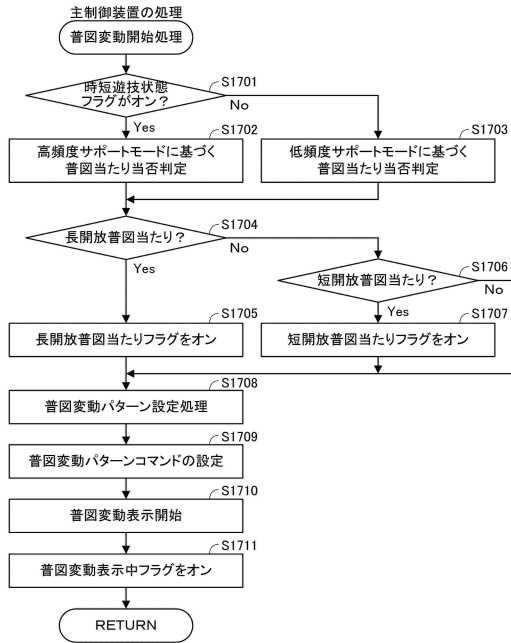 主制御装置の処理
普図変動開始処理
S1701
時短遊技状態
フラグがオン？
No
Yes
S1702
S1703
高頻度サポートモードに基づく
普図当たり当否判定
低頻度サポートモードに基づく
普図当たり当否判定
S1704
長開放普図当たり？
No
Yes
S1706
短開放普図当たり？
No
Yes
S1705
S1707
長開放普図当たりフラグをオン
短開放普図当たりフラグをオン
S1708
普図変動パターン設定処理
S1709
普図変動パターンコマンドの設定
S1710
普図変動表示開始
S1711
普図変動表示中フラグをオン
RETURN